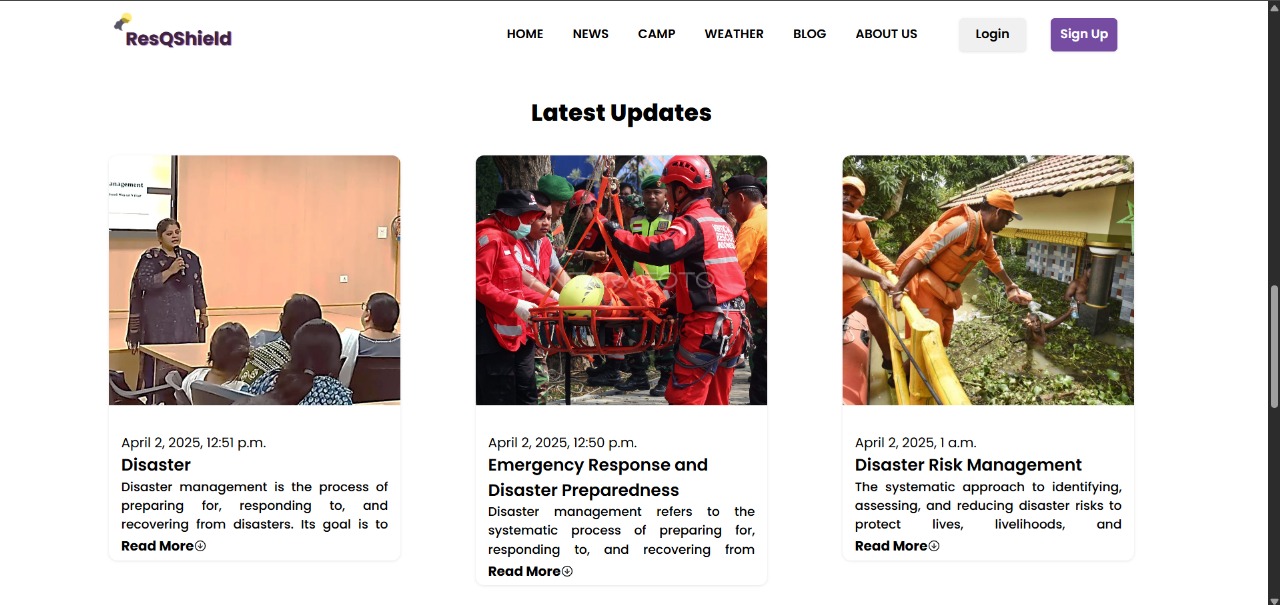 ResQShield
HOME NEWS CAMP WEATHER BLOG ABOUT US Login Sign Up
Latest Updates
anagement
April 2, 2025, 12:51 p.m.
Disaster
Disaster management is the process of
preparing for, responding to, and
recovering from disasters. Its goal is to
Read More
April 2, 2025, 12:50 p.m.
Emergency Response and
Disaster Preparedness
Disaster management refers to the
systematic process of preparing for,
responding to, and recovering from
Read More
April 2, 2025, 1 a.m.
Disaster Risk Management
The systematic approach to identifying,
assessing, and reducing disaster risks to
protect lives, livelihoods, and
Read More